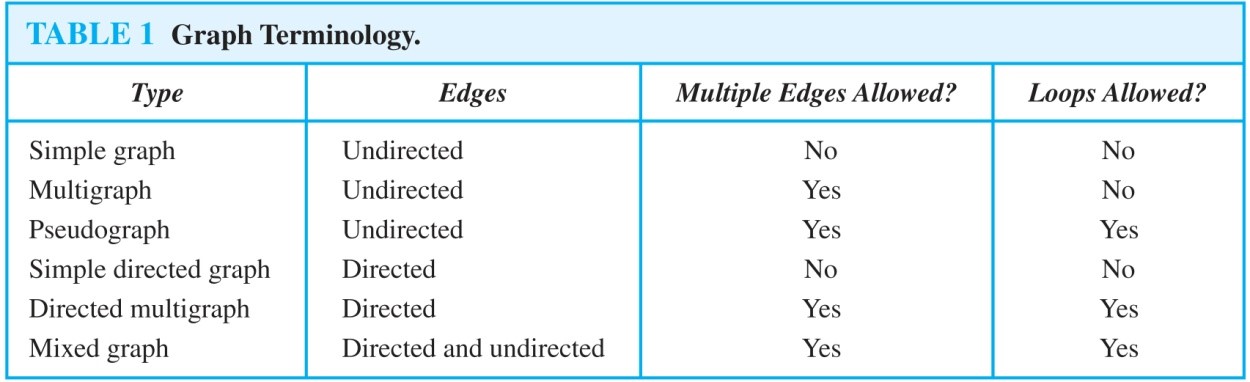 TABLE 1 Graph Terminology.
Type Edges Multiple Edges Allowed? Loops Allowed?
Simple graph Undirected No No
Multigraph Undirected Yes No
Pseudograph Undirected Yes Yes
Simple directed graph Directed No No
Directed multigraph Directed Yes Yes
Mixed graph Directed and undirected Yes Yes